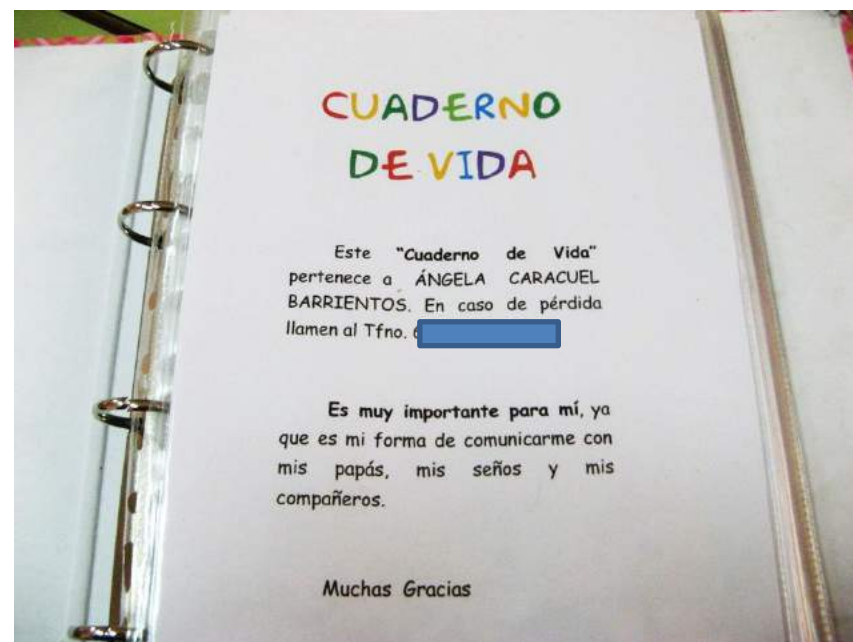 CUADERNO
DE VIDA
Este "Cuaderno de Vida"
pertenece a ÁNGELA CARACUEL
BARRIENTOS. En caso de pérdida
llamen al Tfno. 6
Es muy importante para mí, ya
que es mi forma de comunicarme con
mis papás, mis seños y mis
compañeros.
Muchas Gracias